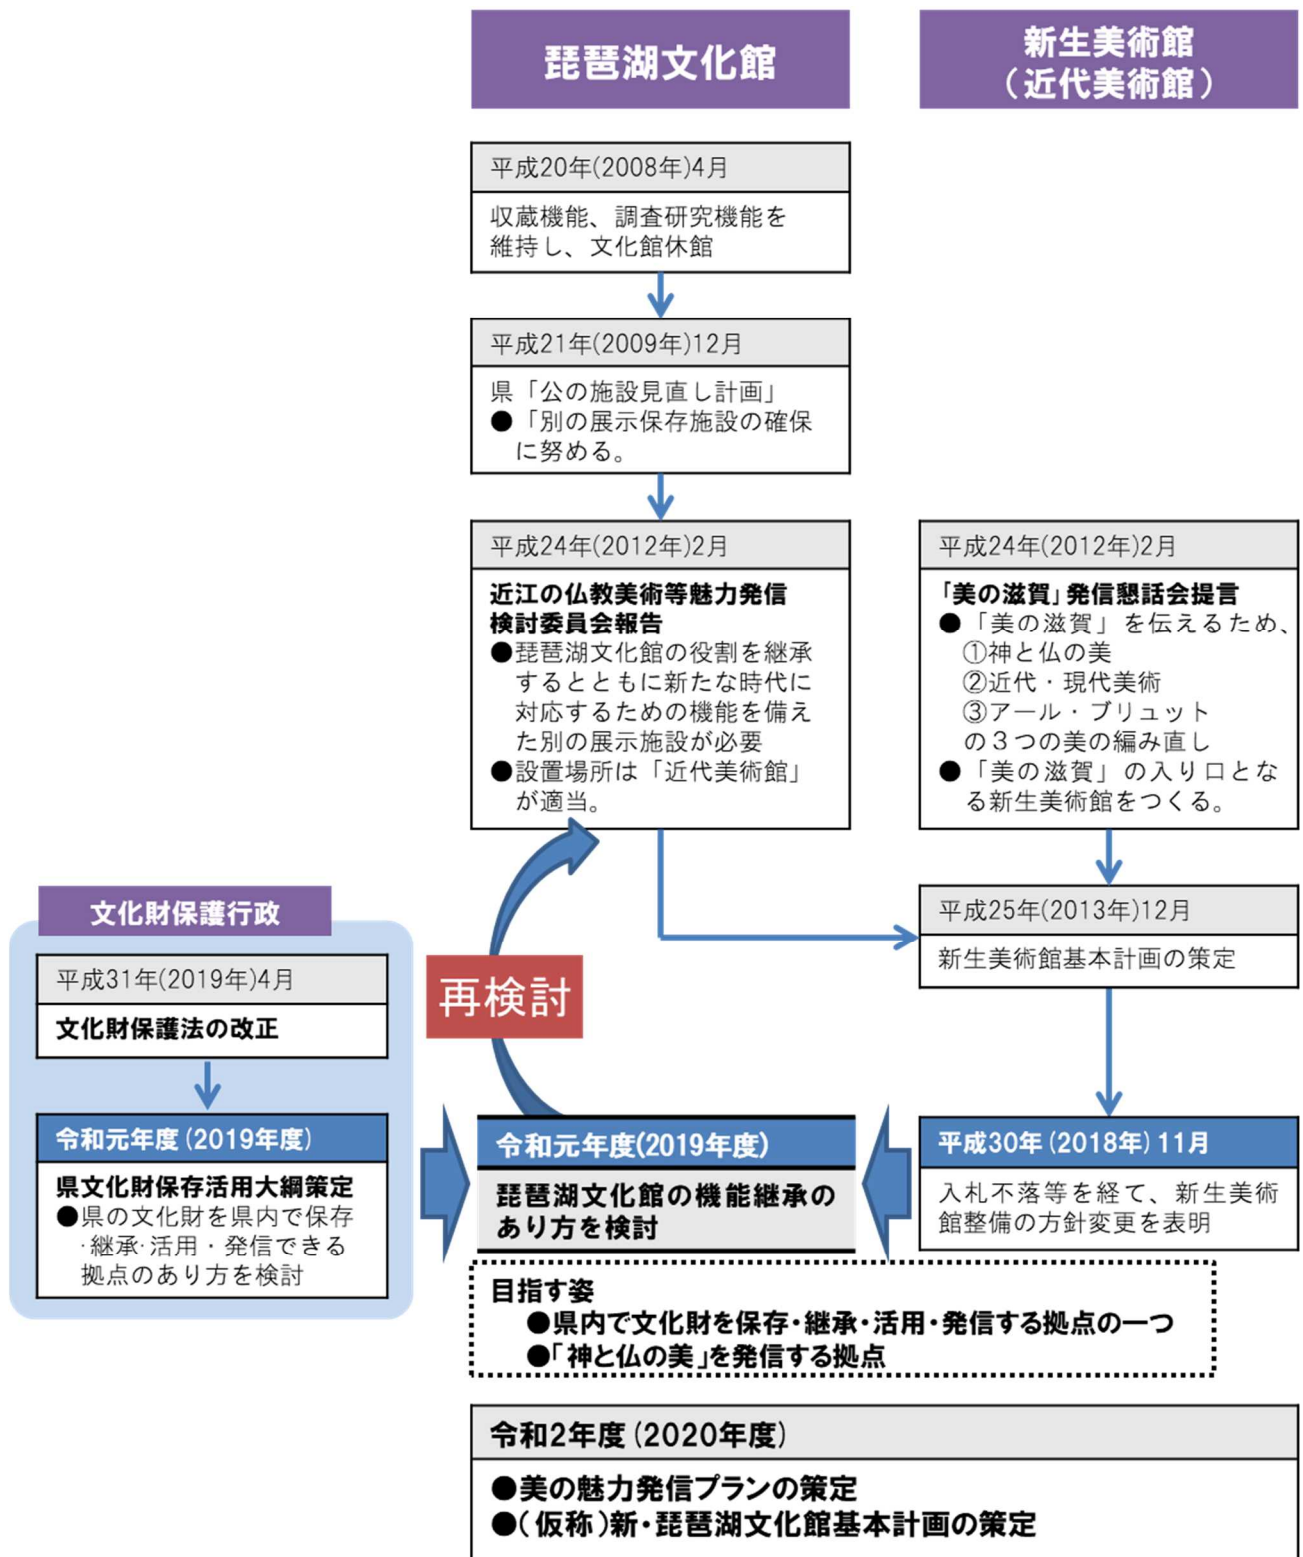 琵琶湖文化館
新生美術館
（近代美術館）
平成20年(2008年)4月
収蔵機能、調査研究機能を
維持し、文化館休館
平成21年(2009年)12月
県「公の施設見直し計画」
●「別の展示保存施設の確保
に努める。
平成24年(2012年)2月
近江の仏教美術等魅力発信
検討委員会報告
●琵琶湖文化館の役割を継承
するとともに新たな時代に
対応するための機能を備え
た別の展示施設が必要
●設置場所は「近代美術館」
が適当。
平成24年(2012年)2月
「美の滋賀」発信懇話会提言
●「美の滋賀」を伝えるため、
①神と仏の美
②近代・現代美術
③アール・ブリュット
の３つの美の編み直し
●「美の滋賀」の入り口とな
る新生美術館をつくる。
平成25年(2013年)12月
新生美術館基本計画の策定
文化財保護行政
平成31年(2019年)4月
文化財保護法の改正
再検討
令和元年度(2019年度)
県文化財保存活用大綱策定
●県の文化財を県内で保存
・継承・活用・発信できる
拠点のあり方を検討
令和元年度(2019年度)
琵琶湖文化館の機能継承の
あり方を検討
平成30年(2018年)11月
入札不落等を経て、新生美術
館整備の方針変更を表明
目指す姿
●県内で文化財を保存・継承・活用・発信する拠点の一つ
●「神と仏の美」を発信する拠点
令和2年度(2020年度)
●美の魅力発信プランの策定
●(仮称)新・琵琶湖文化館基本計画の策定